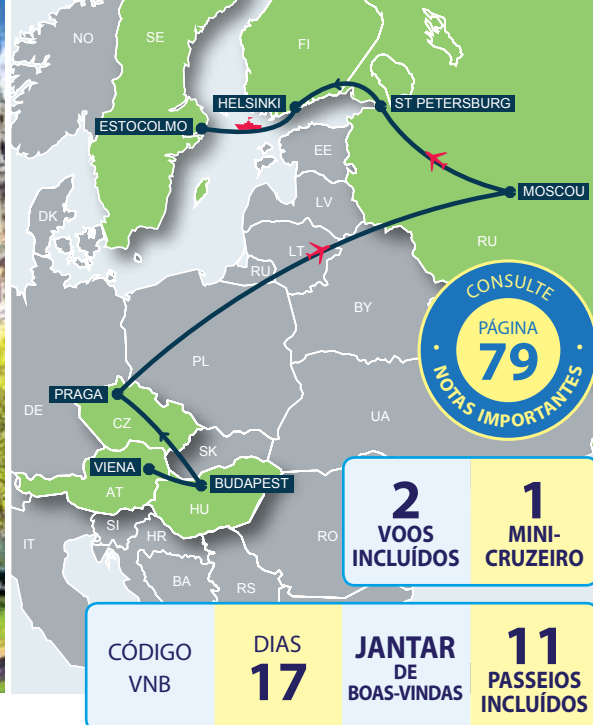 NO
SE
FI
HELSINKI
ST PETERSBURG
ESTOCOLMO
EE
MOSCOU
LV
DK
LT
RU
RU
CONSULTE
PÁGINA
79
NOTAS IMPORTANTES
BY
PL
PRAGA
DE
CZ
UA
SK
VIENA
BUDAPEST
AT
HU
SI
HR
IT
RO
BA
RS
2
VOOS
INCLUÍDOS
1
MINI-
CRUZEIRO
CÓDIGO
VNB
DIAS
17
JANTAR
DE
BOAS-VINDAS
11
PASSEIOS
INCLUÍDOS